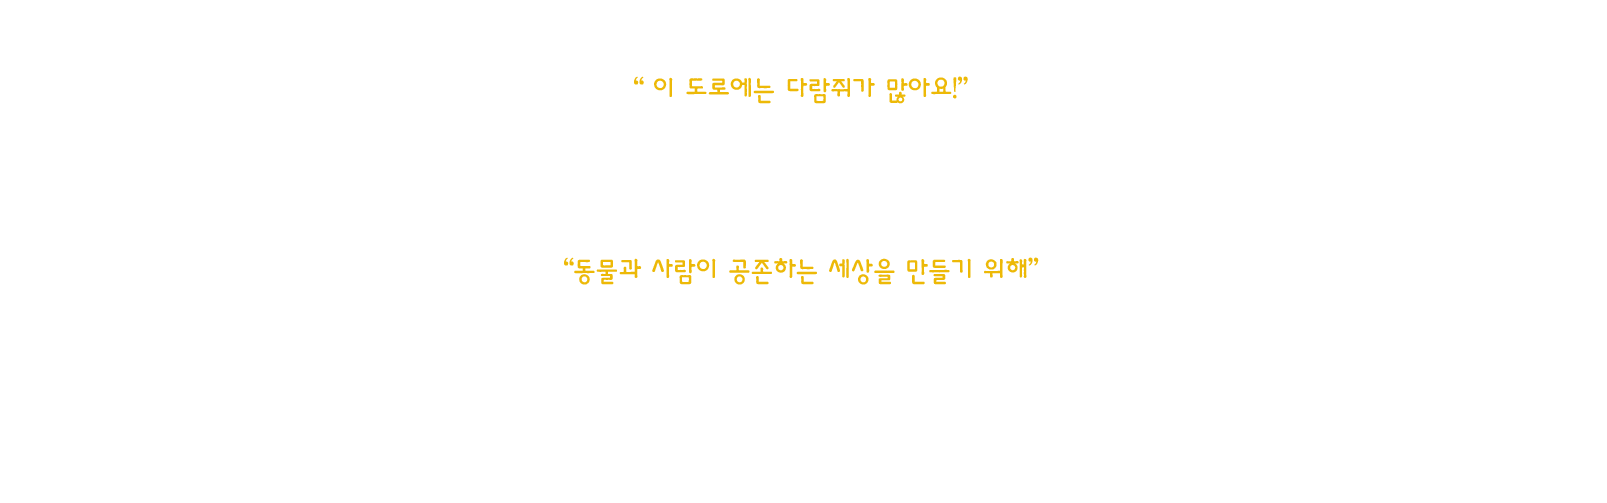 “ 이 도로에는 다람쥐가 많아요!”
“동물과 사람이 공존하는 세상을 만들기 위해”